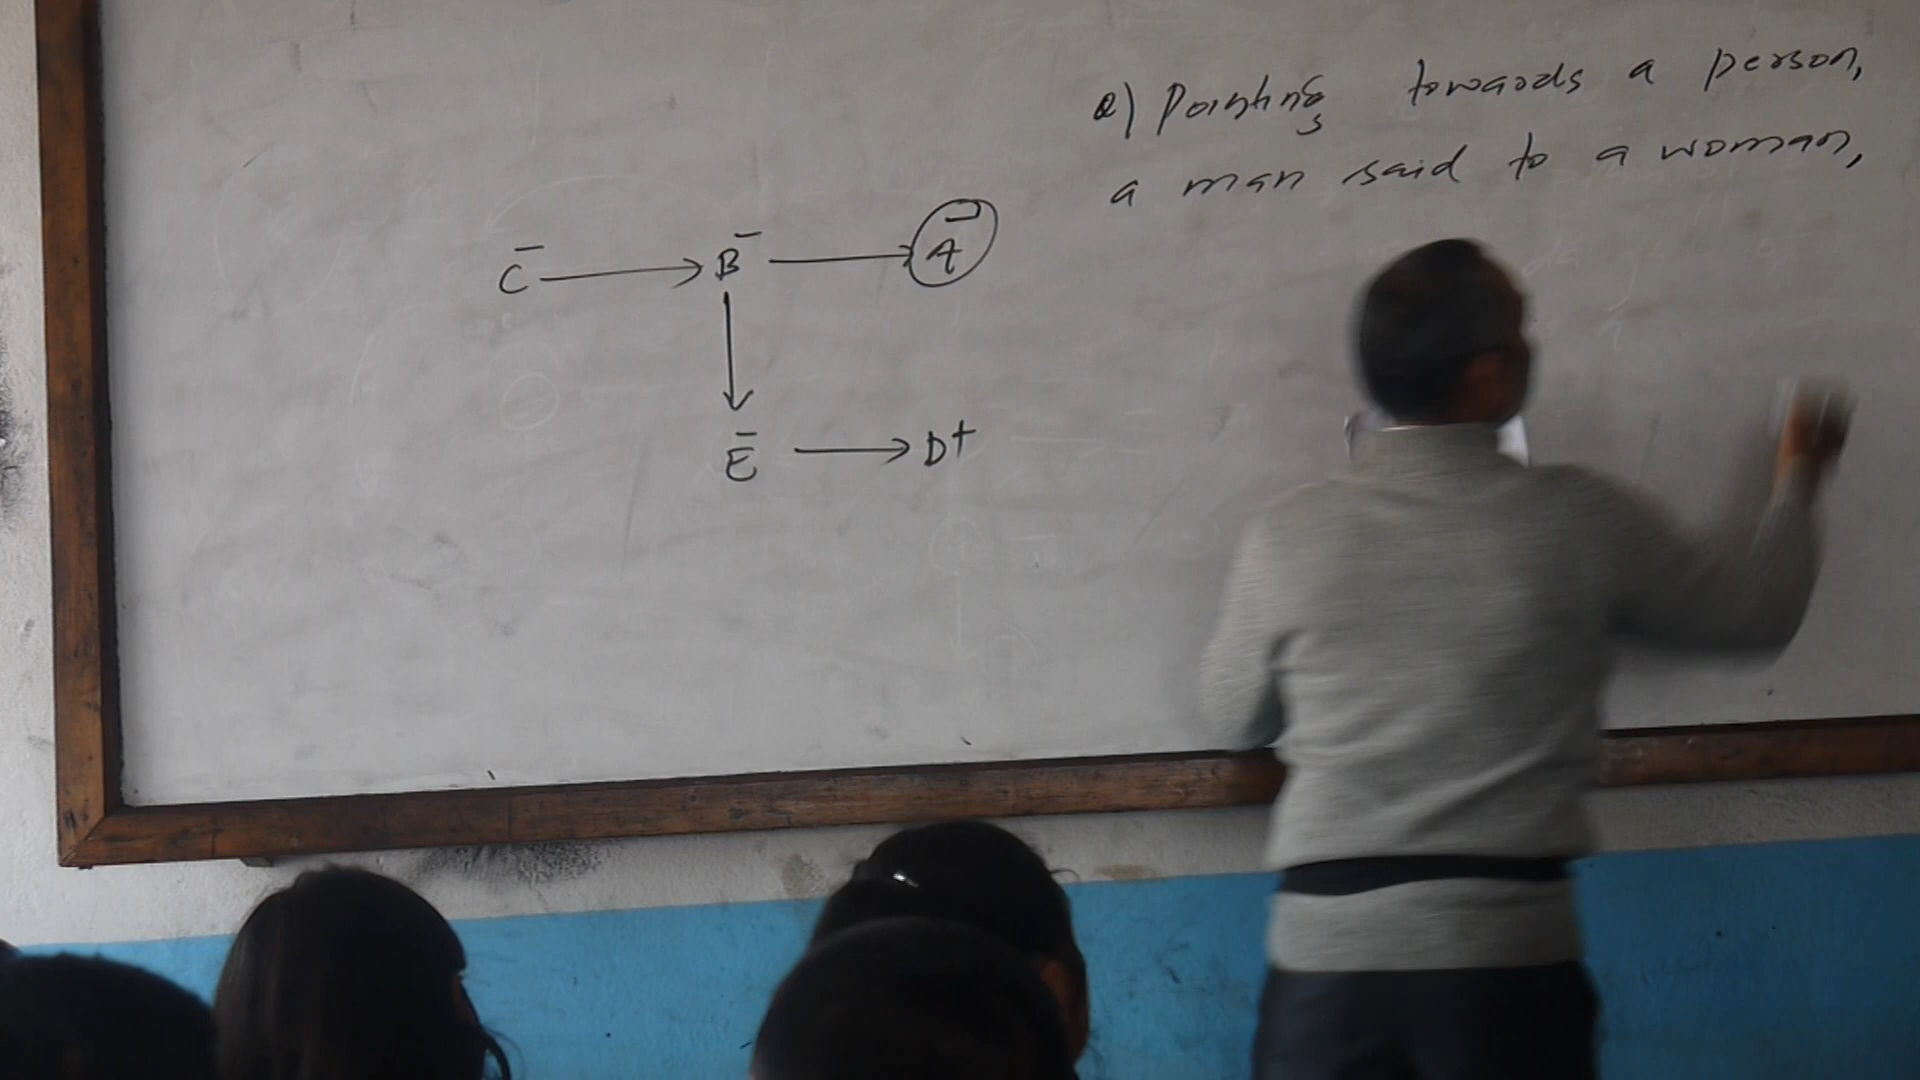 Q) Pointing towards a person,
a man said to a woman,
C̄ → B̄ → Ā
↓
Ē → D+